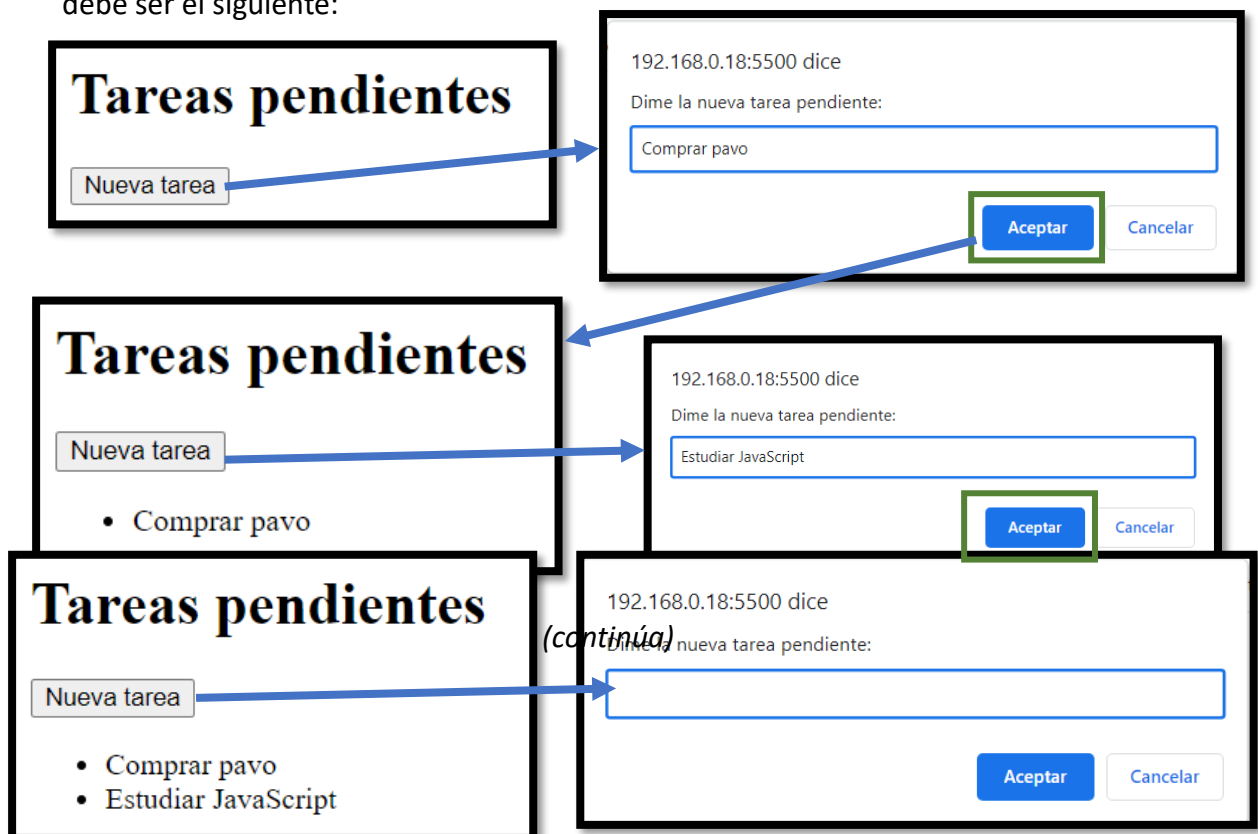 debe ser el siguiente:
Tareas pendientes
Nueva tarea
192.168.0.18:5500 dice
Dime la nueva tarea pendiente:
Comprar pavo
Aceptar Cancelar
Tareas pendientes
Nueva tarea
• Comprar pavo
192.168.0.18:5500 dice
Dime la nueva tarea pendiente:
Estudiar JavaScript
Aceptar Cancelar
Tareas pendientes
Nueva tarea
• Comprar pavo
• Estudiar JavaScript
(continúa)
192.168.0.18:5500 dice
Dime la nueva tarea pendiente:
Aceptar Cancelar